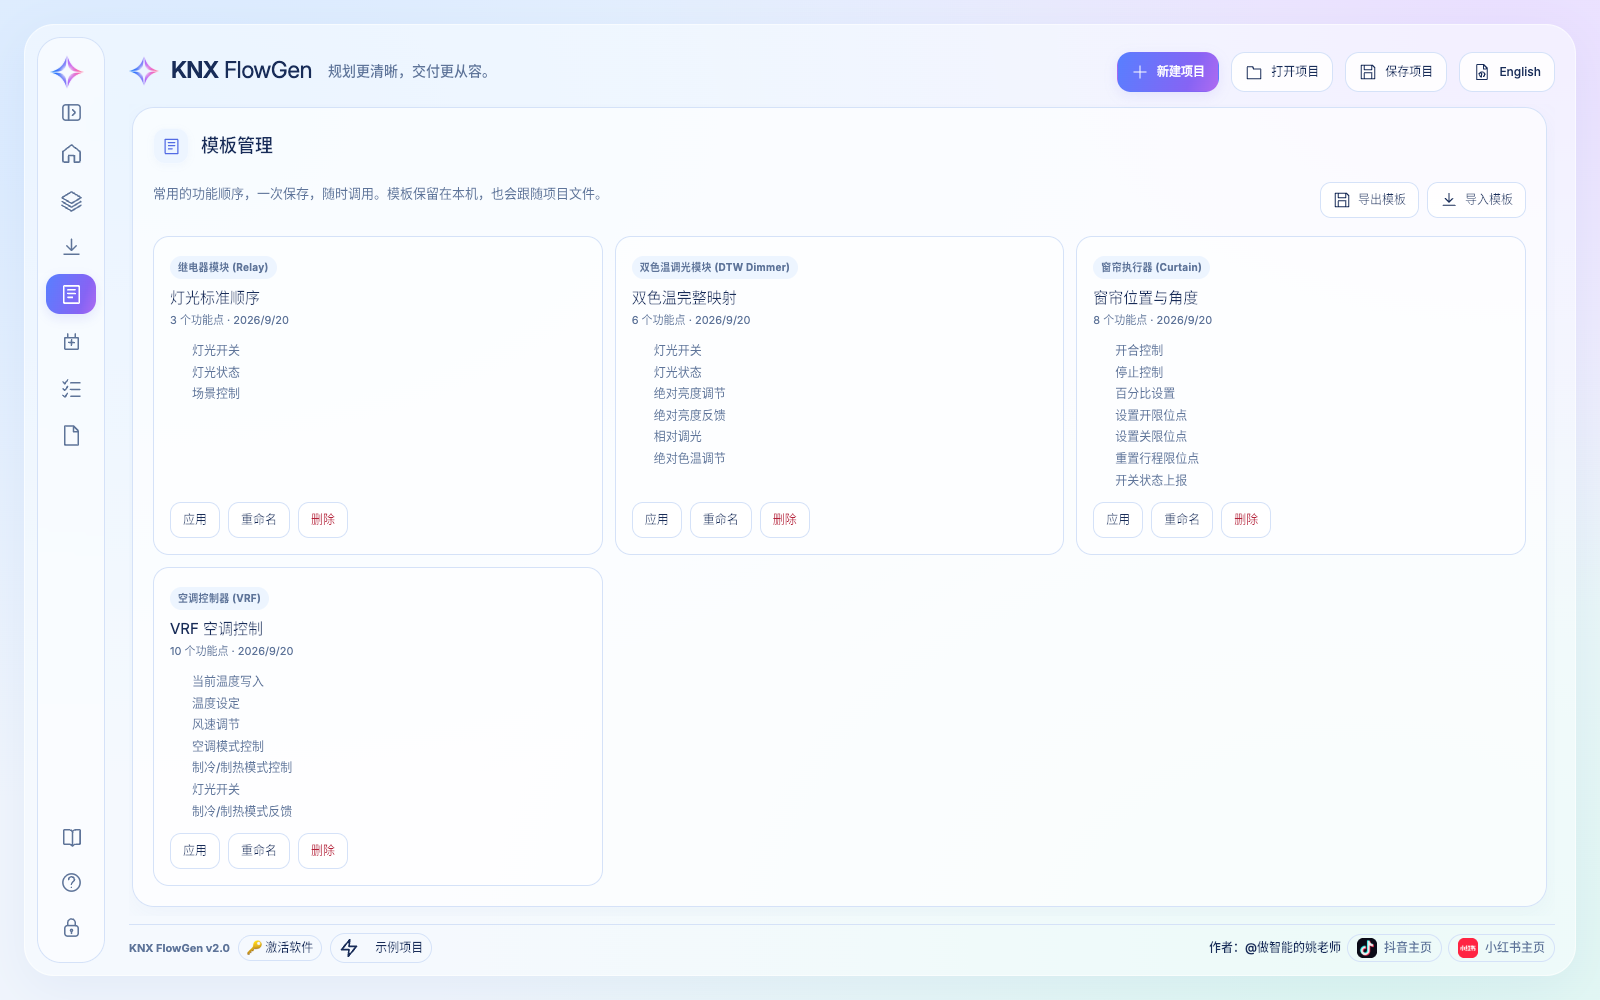 KNX FlowGen 规划更清晰，交付更从容。
新建项目
打开项目
保存项目
English
模板管理
常用的功能顺序，一次保存，随时调用。模板保留在本机，也会跟随项目文件。
导出模板
导入模板
继电器模块 (Relay)
灯光标准顺序
3 个功能点 · 2026/9/20
灯光开关
灯光状态
场景控制
应用
重命名
删除
双色温调光模块 (DTW Dimmer)
双色温完整映射
6 个功能点 · 2026/9/20
灯光开关
灯光状态
绝对亮度调节
绝对亮度反馈
相对调光
绝对色温调节
应用
重命名
删除
窗帘执行器 (Curtain)
窗帘位置与角度
8 个功能点 · 2026/9/20
开合控制
停止控制
百分比设置
设置开限位点
设置关限位点
重置行程限位点
开关状态上报
应用
重命名
删除
空调控制器 (VRF)
VRF 空调控制
10 个功能点 · 2026/9/20
当前温度写入
温度设定
风速调节
空调模式控制
制冷/制热模式控制
灯光开关
制冷/制热模式反馈
应用
重命名
删除
KNX FlowGen v2.0
激活软件
示例项目
作者：@做智能的姚老师
抖音主页
小红书
小红书主页